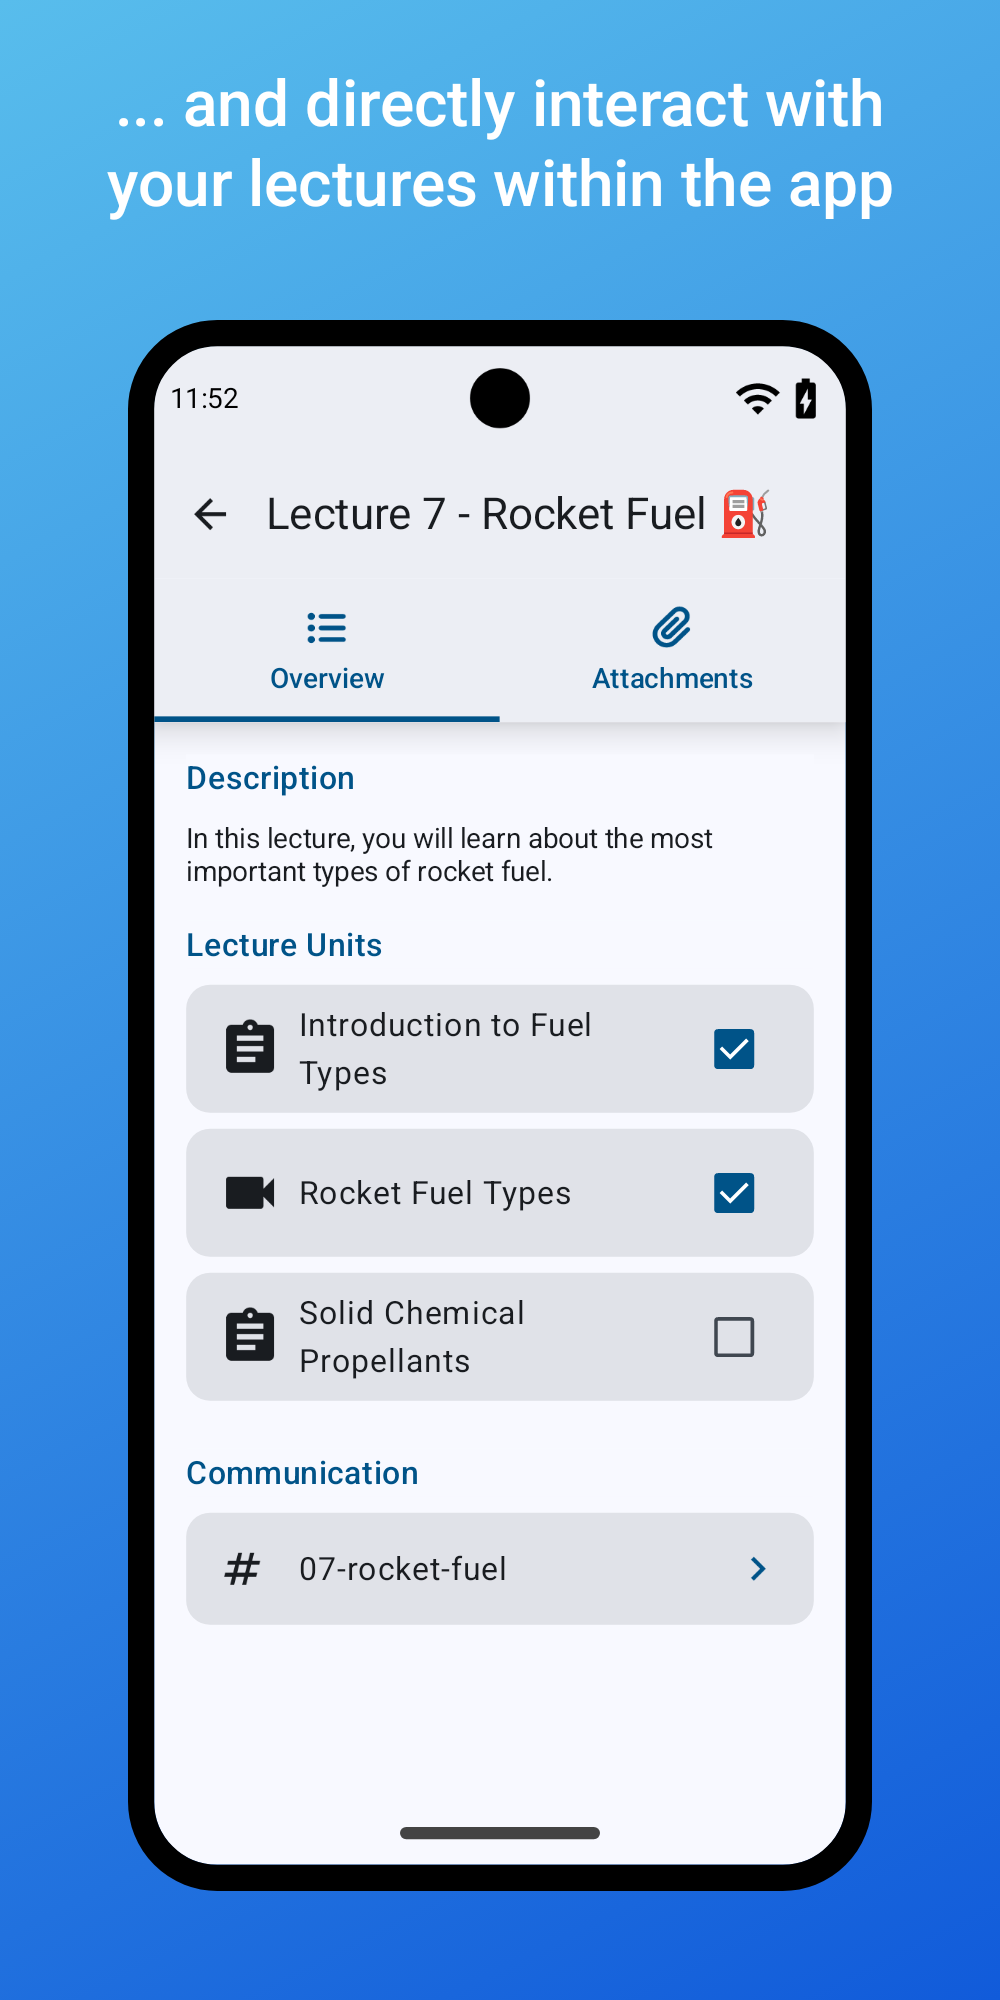 ... and directly interact with
your lectures within the app
11:52
Lecture 7 - Rocket Fuel ⛽
Overview
Attachments
Description
In this lecture, you will learn about the most
important types of rocket fuel.
Lecture Units
Introduction to Fuel
Types
Rocket Fuel Types
Solid Chemical
Propellants
Communication
# 07-rocket-fuel